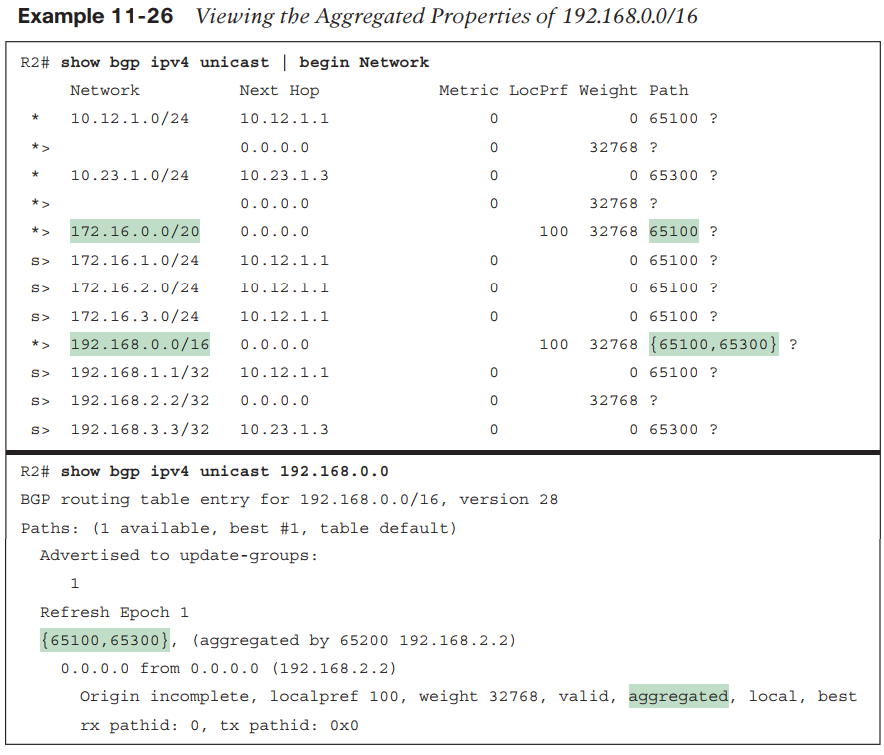 Example 11-26 Viewing the Aggregated Properties of 192.168.0.0/16
R2# show bgp ipv4 unicast | begin Network
     Network          Next Hop            Metric LocPrf Weight Path
 *   10.12.1.0/24     10.12.1.1                0             0 65100 ?
 *>                   0.0.0.0                  0         32768 ?
 *   10.23.1.0/24     10.23.1.3                0             0 65300 ?
 *>                   0.0.0.0                  0         32768 ?
 *>  172.16.0.0/20    0.0.0.0                       100  32768 65100 ?
 s>  172.16.1.0/24    10.12.1.1                0             0 65100 ?
 s>  172.16.2.0/24    10.12.1.1                0             0 65100 ?
 s>  172.16.3.0/24    10.12.1.1                0             0 65100 ?
 *>  192.168.0.0/16   0.0.0.0                       100  32768 {65100,65300} ?
 s>  192.168.1.1/32   10.12.1.1                0             0 65100 ?
 s>  192.168.2.2/32   0.0.0.0                  0         32768 ?
 s>  192.168.3.3/32   10.23.1.3                0             0 65300 ?
R2# show bgp ipv4 unicast 192.168.0.0
BGP routing table entry for 192.168.0.0/16, version 28
Paths: (1 available, best #1, table default)
  Advertised to update-groups:
     1
  Refresh Epoch 1
  {65100,65300}, (aggregated by 65200 192.168.2.2)
    0.0.0.0 from 0.0.0.0 (192.168.2.2)
      Origin incomplete, localpref 100, weight 32768, valid, aggregated, local, best
      rx pathid: 0, tx pathid: 0x0